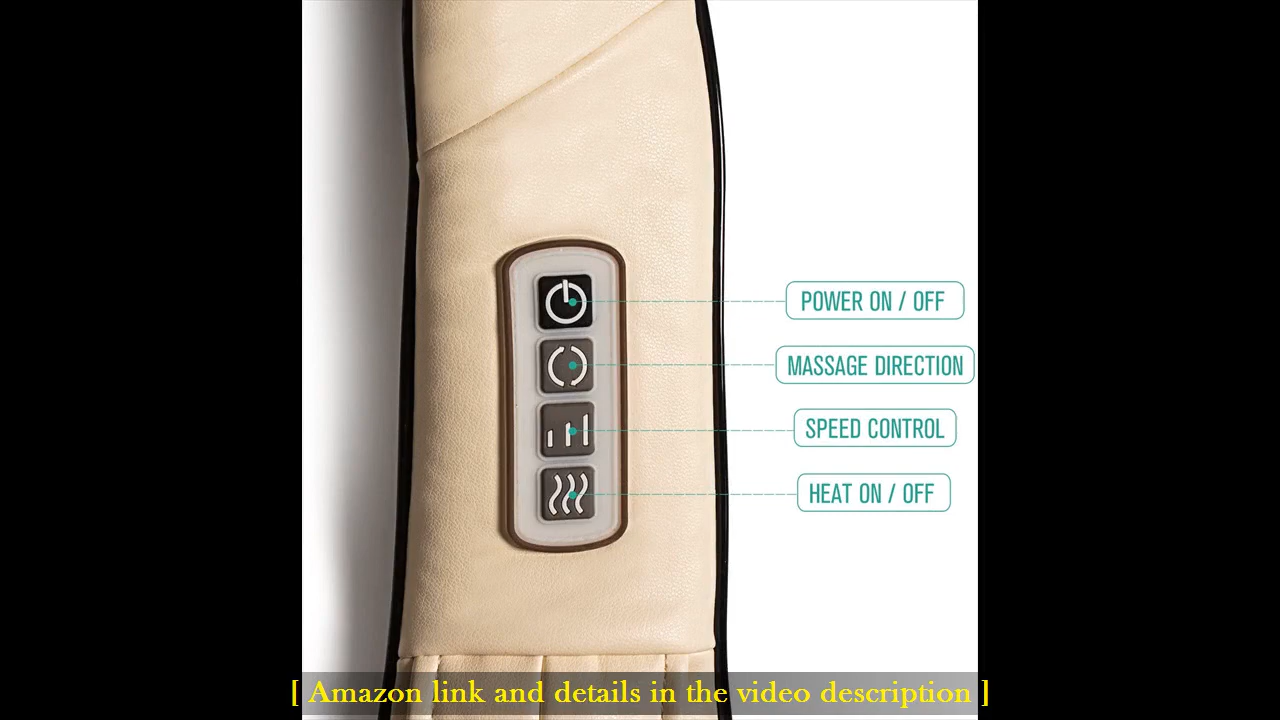 POWER ON / OFF
MASSAGE DIRECTION
SPEED CONTROL
HEAT ON / OFF
[ Amazon link and details in the video description ]